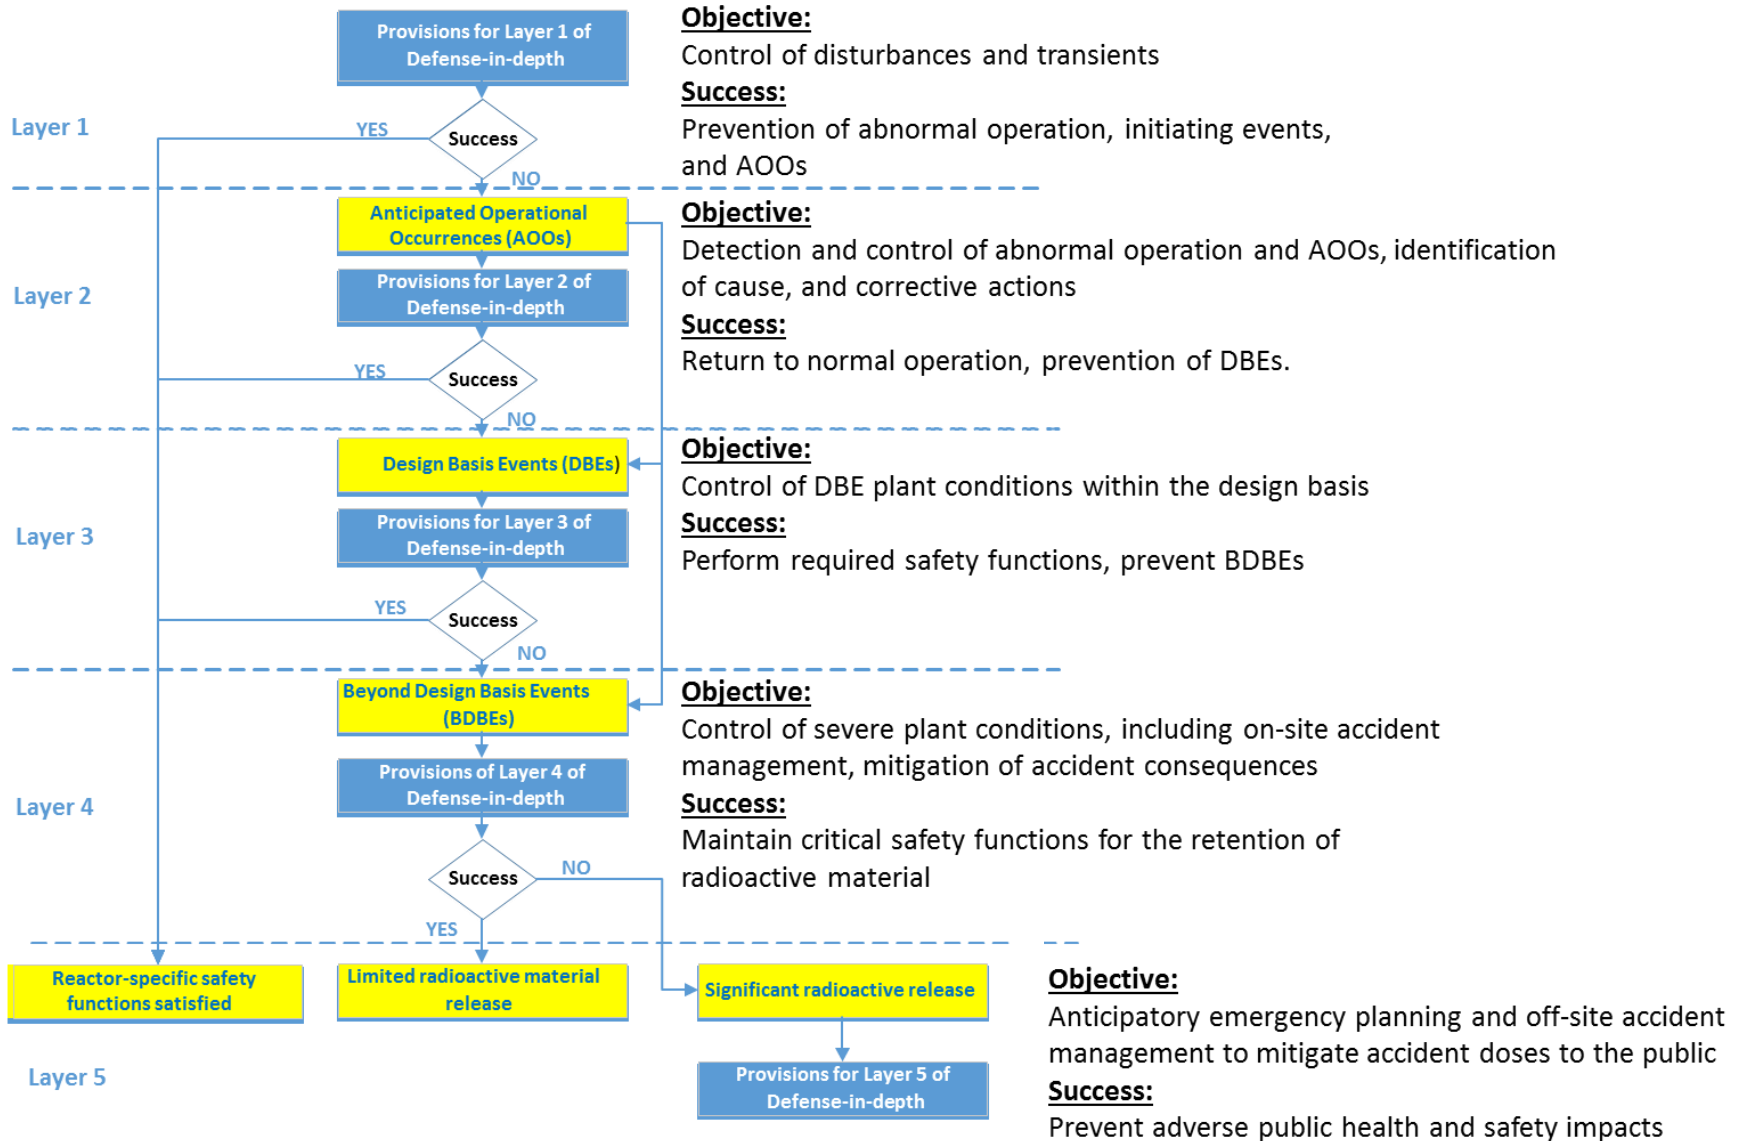 Provisions for Layer 1 of
Defense-in-depth
Objective:
Control of disturbances and transients
Success:
Prevention of abnormal operation, initiating events,
and AOOs
Layer 1
YES
Success
NO
Anticipated Operational
Occurrences (AOOs)
Objective:
Detection and control of abnormal operation and AOOs, identification
of cause, and corrective actions
Success:
Return to normal operation, prevention of DBEs.
Layer 2
Provisions for Layer 2 of
Defense-in-depth
YES
Success
NO
Design Basis Events (DBEs)
Objective:
Control of DBE plant conditions within the design basis
Success:
Perform required safety functions, prevent BDBEs
Layer 3
Provisions for Layer 3 of
Defense-in-depth
YES
Success
NO
Beyond Design Basis Events
(BDBEs)
Objective:
Control of severe plant conditions, including on-site accident
management, mitigation of accident consequences
Success:
Maintain critical safety functions for the retention of
radioactive material
Layer 4
Provisions of Layer 4 of
Defense-in-depth
Success
NO
YES
Reactor-specific safety
functions satisfied
Limited radioactive material
release
Significant radioactive release
Objective:
Anticipatory emergency planning and off-site accident
management to mitigate accident doses to the public
Success:
Prevent adverse public health and safety impacts
Layer 5
Provisions for Layer 5 of
Defense-in-depth